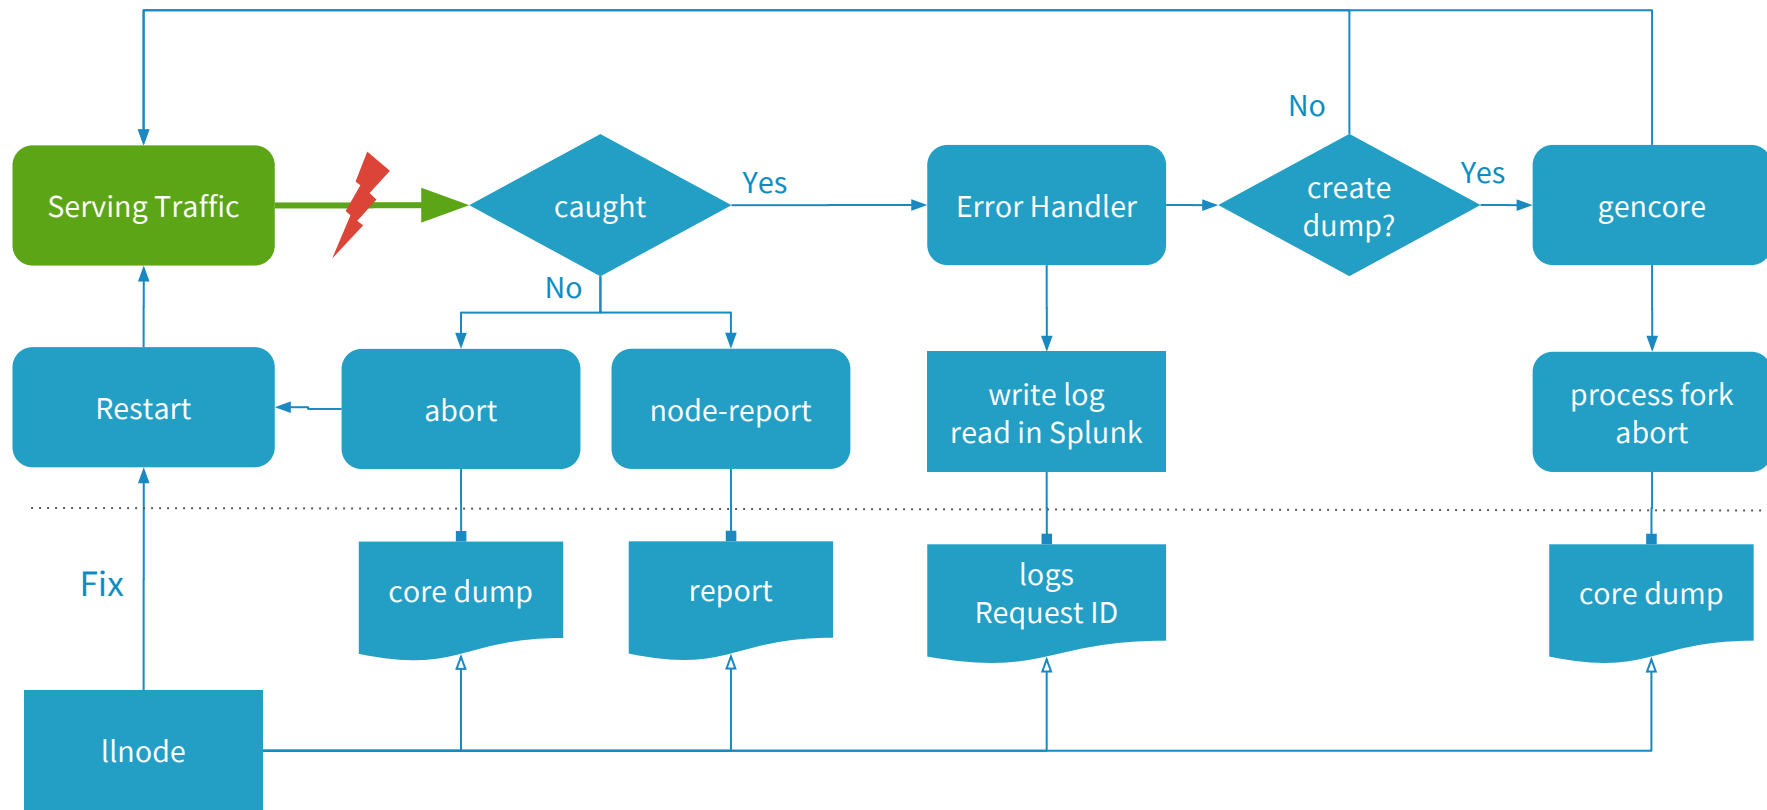 No
Serving Traffic
caught
Yes
Error Handler
create
dump?
Yes
gencore
No
Restart
abort
node-report
write log
read in Splunk
process fork
abort
Fix
core dump
report
logs
Request ID
core dump
llnode